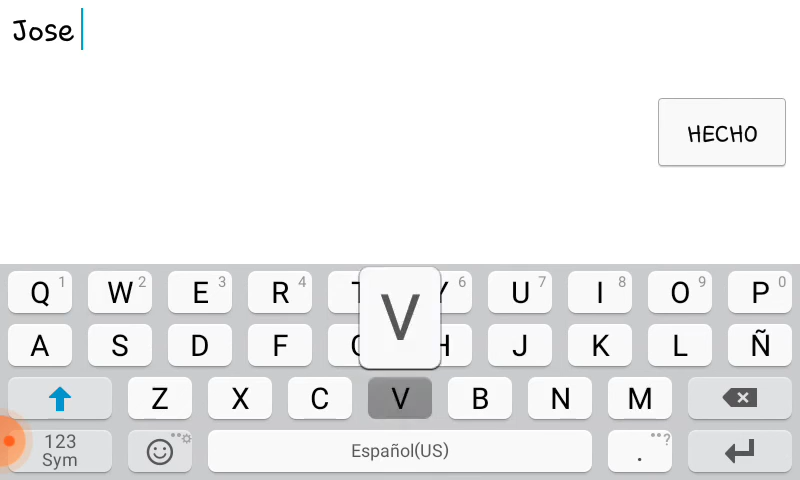 Jose
HECHO
Q 1 W 2 E 3 R 4 T Y 6 U 7 I 8 O 9 P 0
A S D F G H J K L Ñ
V
Z X C V B N M
123 Español(US) . ?
Sym